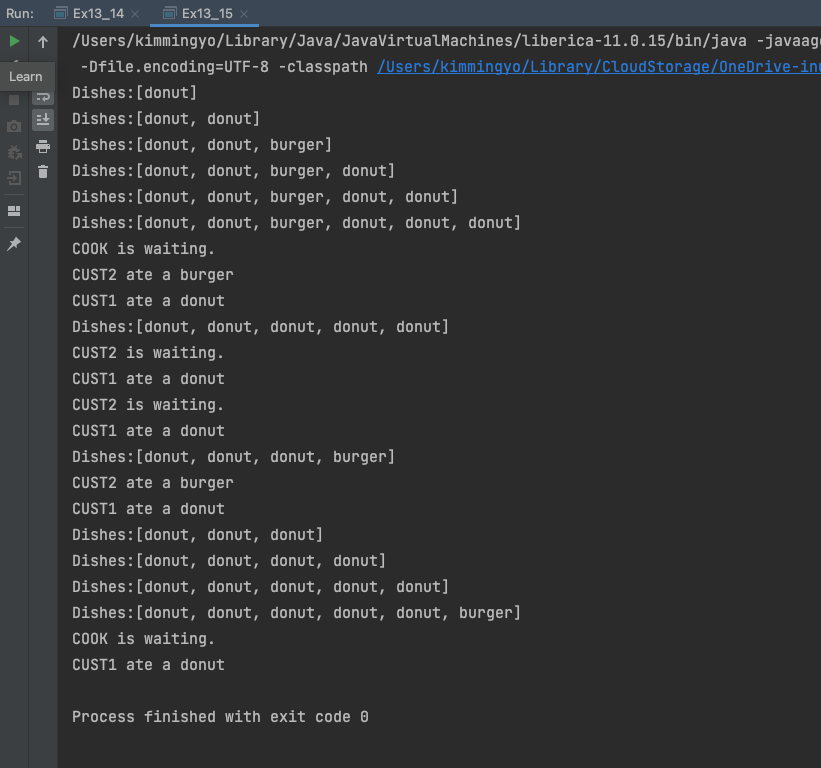 Run: Ex13_14 × Ex13_15 ×
/Users/kimmingyo/Library/Java/JavaVirtualMachines/liberica-11.0.15/bin/java -javaag
Learn
-Dfile.encoding=UTF-8 -classpath /Users/kimmingyo/Library/CloudStorage/OneDrive-inu
Dishes:[donut]
Dishes:[donut, donut]
Dishes:[donut, donut, burger]
Dishes:[donut, donut, burger, donut]
Dishes:[donut, donut, burger, donut, donut]
Dishes:[donut, donut, burger, donut, donut, donut]
COOK is waiting.
CUST2 ate a burger
CUST1 ate a donut
Dishes:[donut, donut, donut, donut, donut]
CUST2 is waiting.
CUST1 ate a donut
CUST2 is waiting.
CUST1 ate a donut
Dishes:[donut, donut, donut, burger]
CUST2 ate a burger
CUST1 ate a donut
Dishes:[donut, donut, donut]
Dishes:[donut, donut, donut, donut]
Dishes:[donut, donut, donut, donut, donut]
Dishes:[donut, donut, donut, donut, donut, burger]
COOK is waiting.
CUST1 ate a donut
Process finished with exit code 0